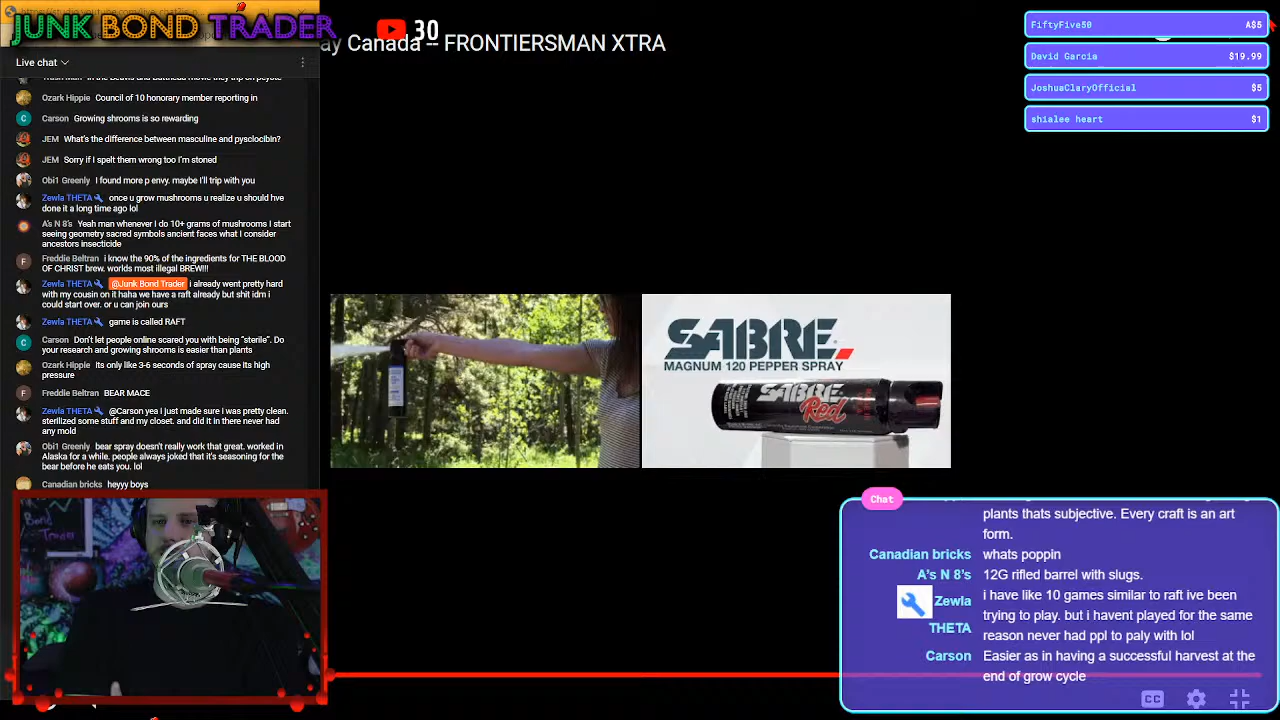 JUNK BOND TRADER
30
ay Canada -- FRONTIERSMAN XTRA
Live chat
Ozark Hippie Council of 10 honorary member reporting in
Carson Growing shrooms is so rewarding
JEM What's the difference between masculine and pysclocibin?
JEM Sorry if I spelt them wrong too I'm stoned
Obi1 Greenly I found more p envy. maybe I'll trip with you
Zewla THETA once u grow mushrooms u realize u should hve
done it a long time ago lol
A's N 8's Yeah man whenever I do 10+ grams of mushrooms I start
seeing geometry sacred symbols ancient faces what I consider
ancestors insecticide
Freddie Beltran i know the 90% of the ingredients for THE BLOOD
OF CHRIST brew. worlds most illegal BREW!!!
Zewla THETA @Junk Bond Trader i already went pretty hard
with my cousin on it haha we have a raft already but shit idm i
could start over. or u can join ours
Zewla THETA game is called RAFT
Carson Don't let people online scared you with being "sterile". Do
your research and growing shrooms is easier than plants
Ozark Hippie its only like 3-6 seconds of spray cause its high
pressure
Freddie Beltran BEAR MACE
Zewla THETA @Carson yea i just made sure i was pretty clean.
sterilized some stuff and my closet. and did it in there never had
any mold
Obi1 Greenly bear spray doesn't really work that great. worked in
Alaska for a while. people always joked that it's seasoning for the
bear before he eats you. lol
Canadian bricks heyyy boys
Bond
Trader
FiftyFive50 A$5
David Garcia $19.99
JoshuaClaryOfficial $5
shialee heart $1
SABRE
MAGNUM 120 PEPPER SPRAY
SABRE
Red
Chat
plants thats subjective. Every craft is an art
form.
Canadian bricks whats poppin
A's N 8's 12G rifled barrel with slugs.
Zewla THETA i have like 10 games similar to raft ive been
trying to play. but i havent played for the same
reason never had ppl to paly with lol
Carson Easier as in having a successful harvest at the
end of grow cycle
CC